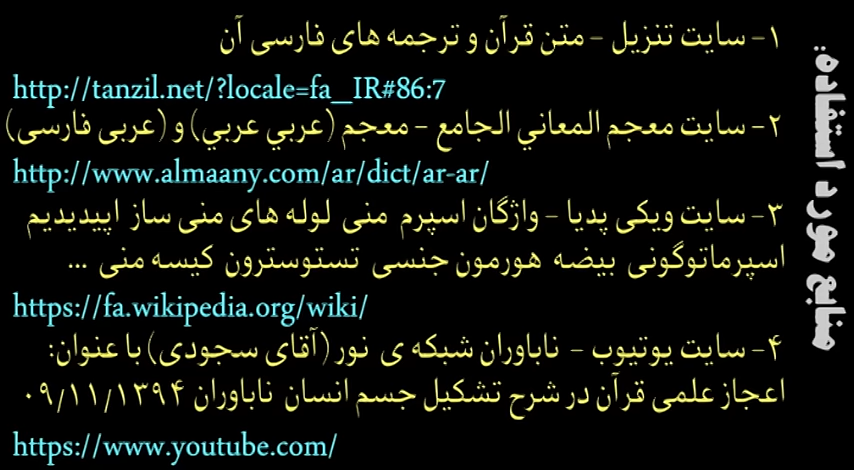 منابع مورد استفاده:
۱- سایت تنزیل - متن قرآن و ترجمه های فارسی آن
http://tanzil.net/?locale=fa_IR#86:7
۲- سایت معجم المعاني الجامع - معجم (عربي عربي) و (عربی فارسی)
http://www.almaany.com/ar/dict/ar-ar/
۳- سایت ویکی پدیا - واژگان اسپرم منی لوله های منی ساز اپیدیدیم
اسپرماتوگونی بیضه هورمون جنسی تستوسترون کیسه منی ...
https://fa.wikipedia.org/wiki/
۴- سایت یوتیوب - ناباوران شبکه ی نور (آقای سجودی) با عنوان:
اعجاز علمی قرآن در شرح تشکیل جسم انسان ناباوران ۰۹/۱۱/۱۳۹۴
https://www.youtube.com/